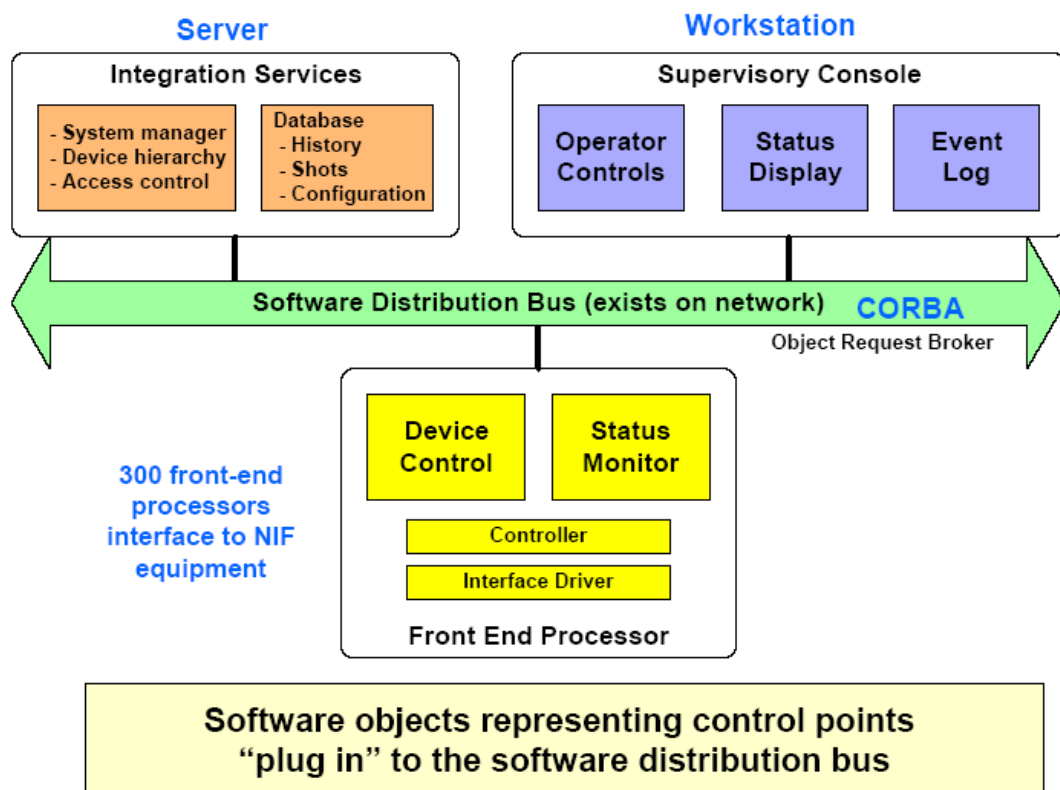 Server
Integration Services
- System manager
- Device hierarchy
- Access control
Database
- History
- Shots
- Configuration
Workstation
Supervisory Console
Operator
Controls
Status
Display
Event
Log
Software Distribution Bus (exists on network)
CORBA
Object Request Broker
300 front-end
processors
interface to NIF
equipment
Device
Control
Status
Monitor
Controller
Interface Driver
Front End Processor
Software objects representing control points
“plug in” to the software distribution bus